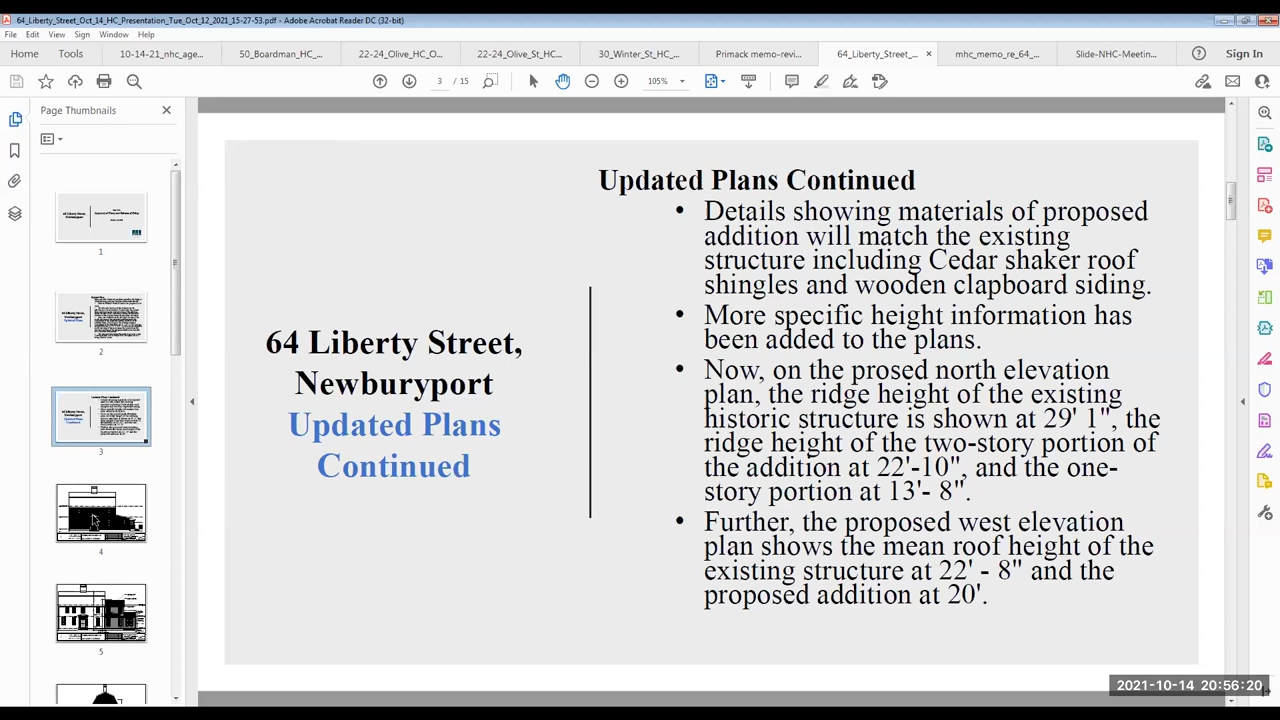 64_Liberty_Street_Oct_14_HC_Presentation_Tue_Oct_12_2021_15-27-53.pdf - Adobe Acrobat Reader DC (32-bit)
File Edit View Sign Window Help
Home Tools 10-14-21_nhc_age... 50_Boardman_HC_... 22-24_Olive_HC_O... 22-24_Olive_St_HC... 30_Winter_St_HC_... Primack memo-revi... 64_Liberty_Street_... mhc_memo_re_64_... Slide-NHC-Meetin... Sign In
3 / 15 105%
Page Thumbnails
1
2
3
4
5
64 Liberty Street,
Newburyport
Updated Plans
Continued
Updated Plans Continued
• Details showing materials of proposed
addition will match the existing
structure including Cedar shaker roof
shingles and wooden clapboard siding.
• More specific height information has
been added to the plans.
• Now, on the prosed north elevation
plan, the ridge height of the existing
historic structure is shown at 29' 1", the
ridge height of the two-story portion of
the addition at 22'-10", and the one-
story portion at 13'- 8".
• Further, the proposed west elevation
plan shows the mean roof height of the
existing structure at 22' - 8" and the
proposed addition at 20'.
2021-10-14 20:56:20